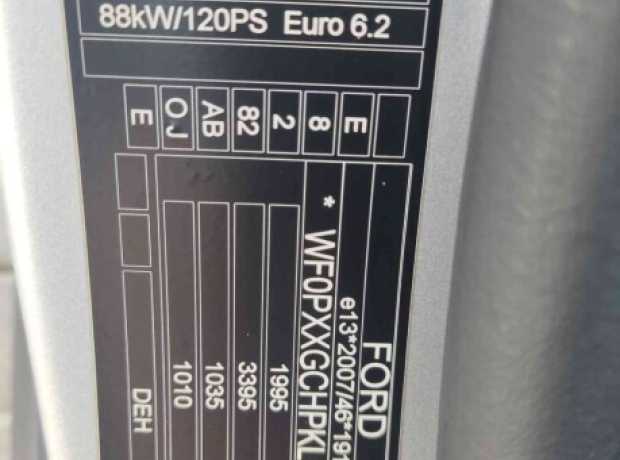 88kW/120PS Euro 6.2
FORD
e13*2007/46*191
* WF0PXXGCHPKL
1995
3395
1035
1010
DEH
E
8
2
82
AB
OJ
E